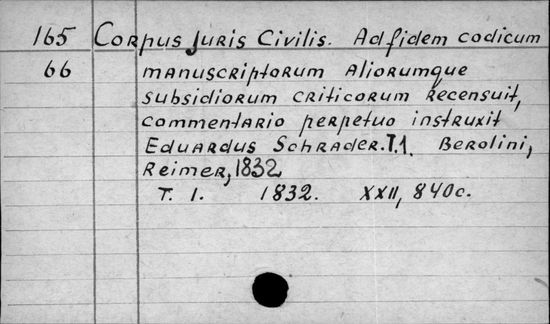 165 Corpus Juris Civilis. Ad fidem codicum
66 manuscriptorum aliorumque
subsidiorum criticorum recensuit,
commentario perpetuo instruxit
Eduardus Schrader. T.1. Berolini,
Reimer, 1832
T. 1. 1832. XXII, 840c.